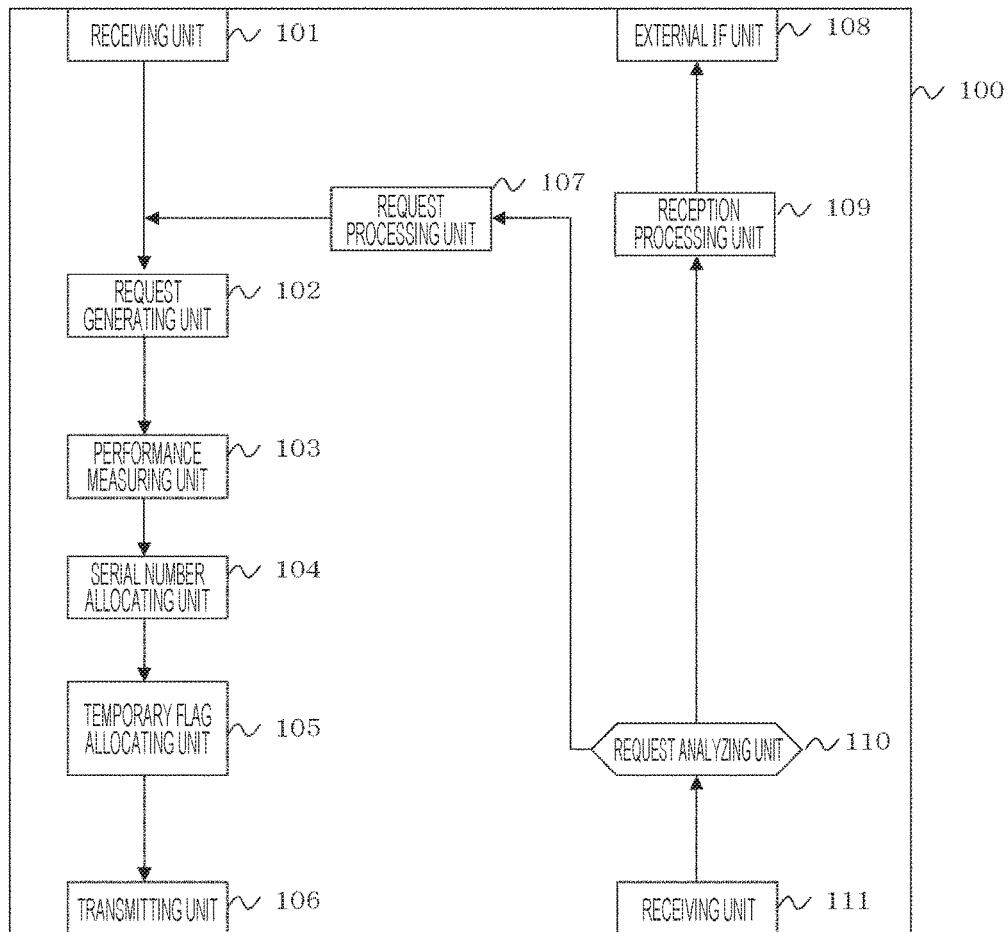 RECEIVING UNIT
101
EXTERNAL IF UNIT
108
100
107
REQUEST
PROCESSING UNIT
RECEPTION
PROCESSING UNIT
109
REQUEST
GENERATING UNIT
102
PERFORMANCE
MEASURING UNIT
103
SERIAL NUMBER
ALLOCATING UNIT
104
TEMPORARY FLAG
ALLOCATING UNIT
105
REQUEST ANALYZING UNIT
110
TRANSMITTING UNIT
106
RECEIVING UNIT
111